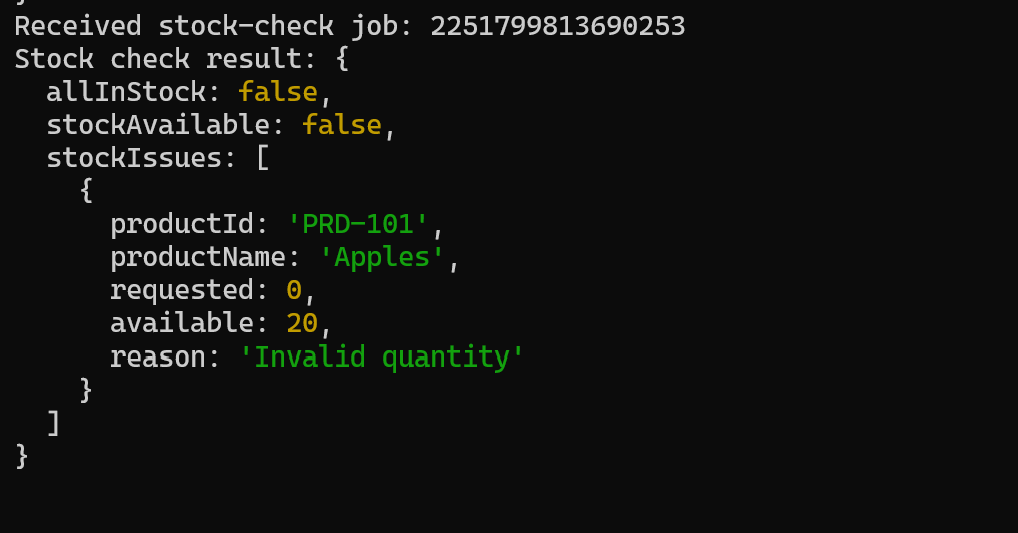 Received stock-check job: 2251799813690253
Stock check result: {
  allInStock: false,
  stockAvailable: false,
  stockIssues: [
    {
      productId: 'PRD-101',
      productName: 'Apples',
      requested: 0,
      available: 20,
      reason: 'Invalid quantity'
    }
  ]
}